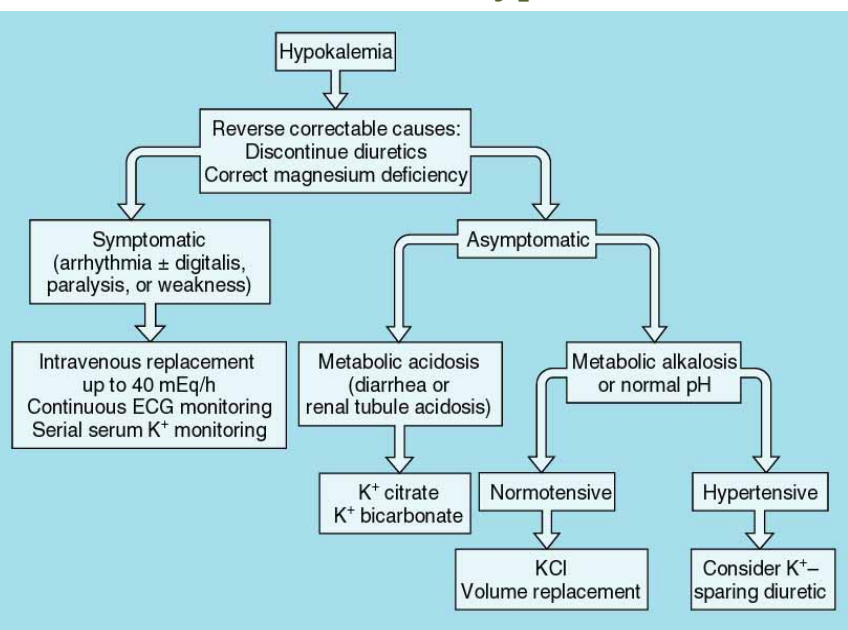 Hypokalemia
Reverse correctable causes:
Discontinue diuretics
Correct magnesium deficiency
Symptomatic
(arrhythmia ± digitalis,
paralysis, or weakness)
Asymptomatic
Intravenous replacement
up to 40 mEq/h
Continuous ECG monitoring
Serial serum K⁺ monitoring
Metabolic acidosis
(diarrhea or
renal tubule acidosis)
Metabolic alkalosis
or normal pH
K⁺ citrate
K⁺ bicarbonate
Normotensive
Hypertensive
KCl
Volume replacement
Consider K⁺–
sparing diuretic